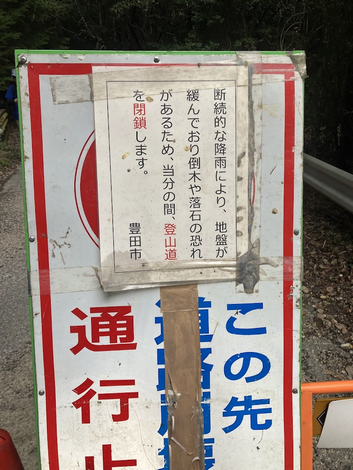 断続的な降雨により、地盤が
緩んでおり倒木や落石の恐れ
があるため、当分の間、登山道
を閉鎖します。
豊田市
この先
道路
通行止